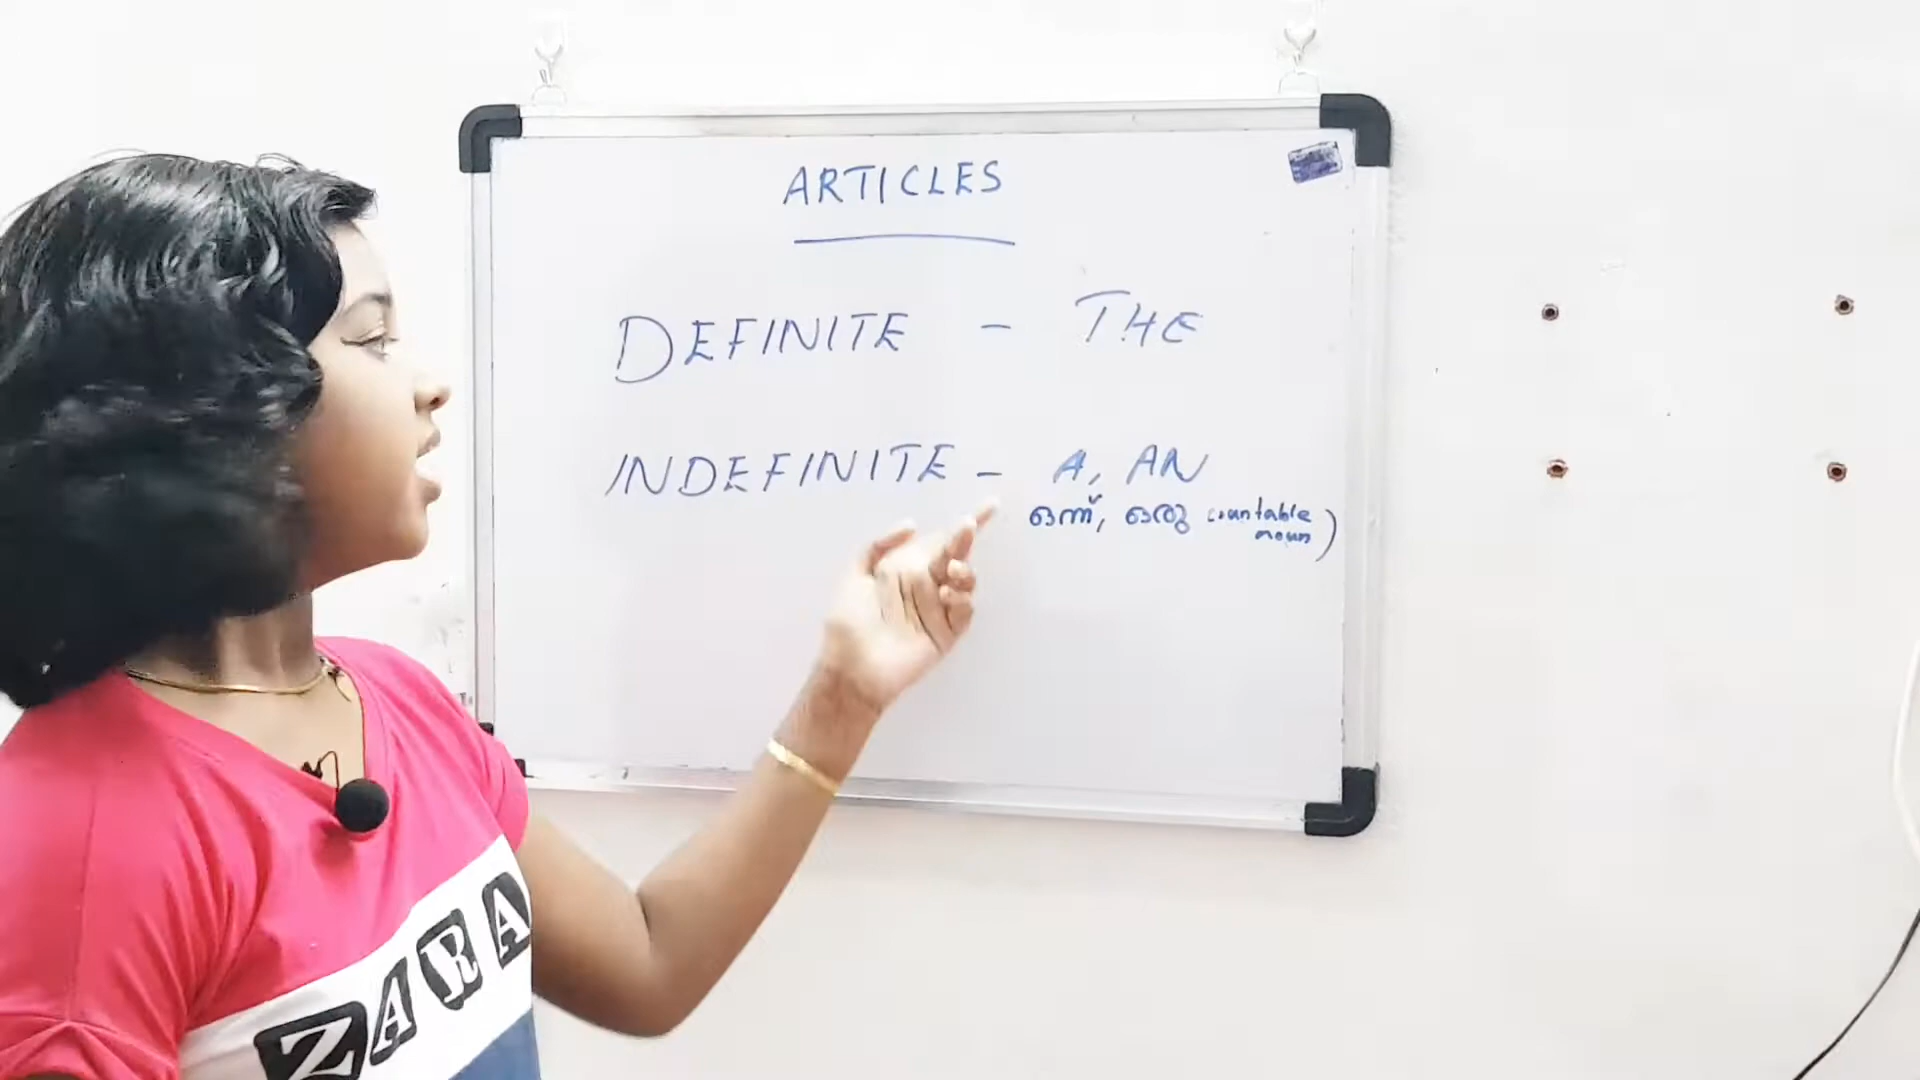 ARTICLES
DEFINITE - THE
INDEFINITE - A, AN
ഒന്ന്, ഒരു countable
noun)
ZARA